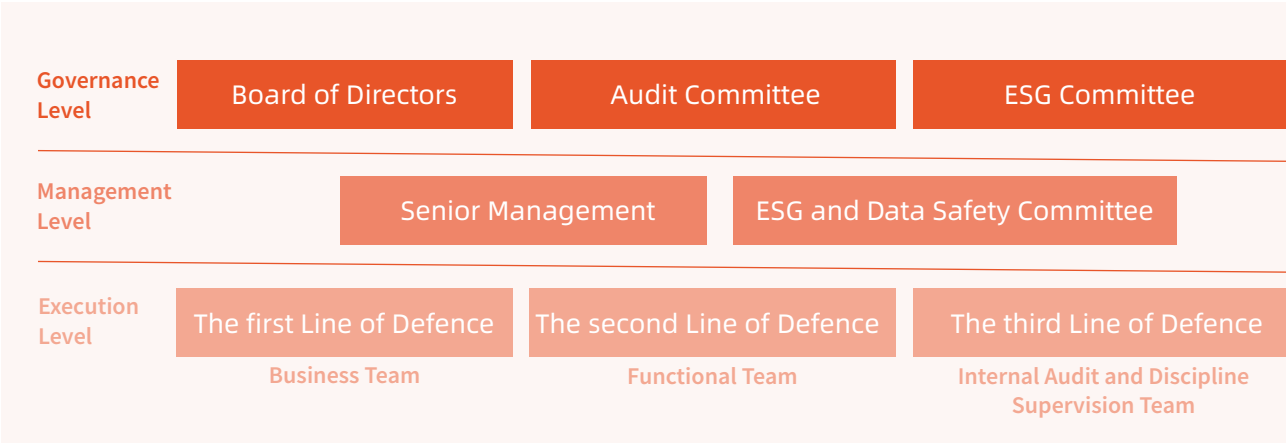 Governance
Level
Board of Directors
Audit Committee
ESG Committee
Management
Level
Senior Management
ESG and Data Safety Committee
Execution
Level
The first Line of Defence
The second Line of Defence
The third Line of Defence
Business Team
Functional Team
Internal Audit and Discipline
Supervision Team